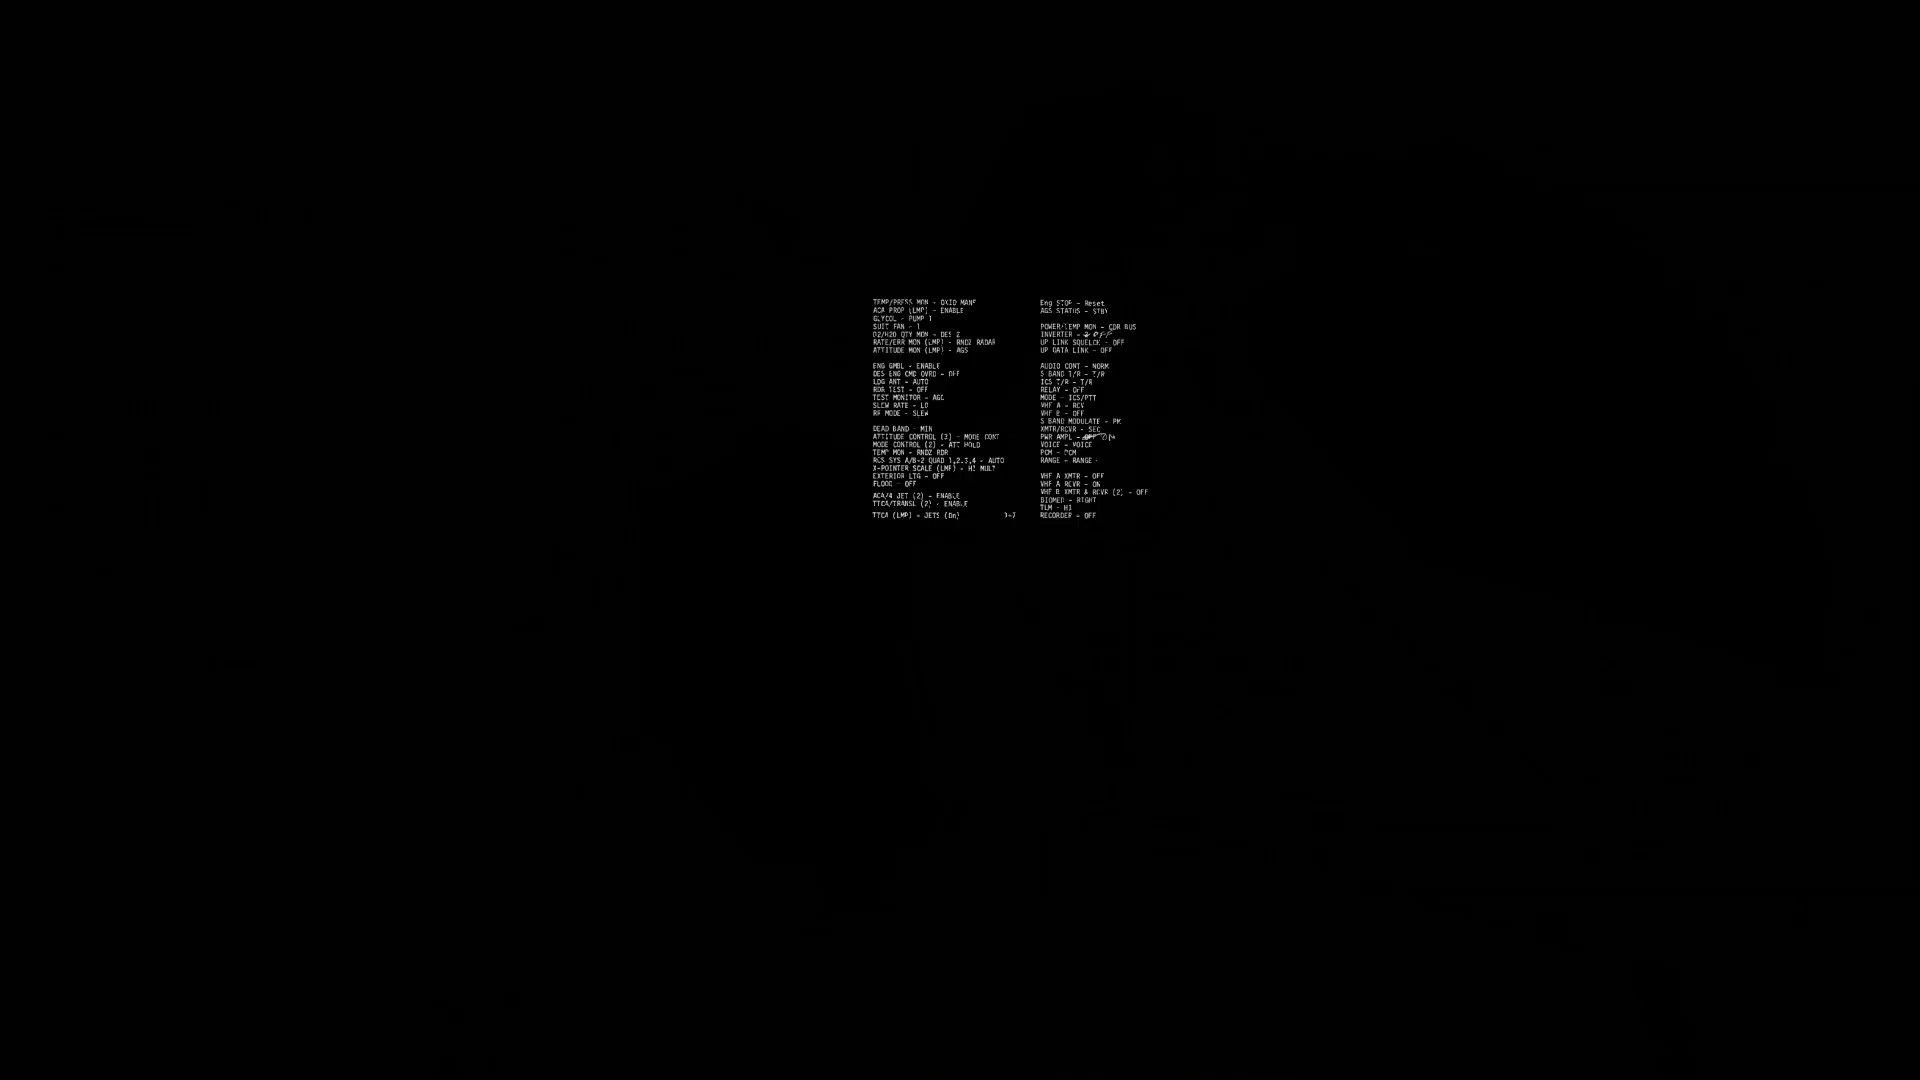 TEMP/PRESS MON - OXID MANF
ACA PROP (LMP) - ENABLE
GLYCOL - PUMP 1
SUIT FAN - 1
O2/H2O QTY MON - DES 2
RATE/ERR MON (LMP) - RNDZ RADAR
ATTITUDE MON (LMP) - AGS
ENG GMBL - ENABLE
DES ENG CMD OVRD - OFF
LDG ANT - AUTO
RDR TEST - OFF
TEST MONITOR - AGC
SLEW RATE - LO
RR MODE - SLEW
DEAD BAND - MIN
ATTITUDE CONTROL (3) - MODE CONT
MODE CONTROL (2) - ATT HOLD
TEMP MON - RNDZ RDR
RCS SYS A/B-2 QUAD 1,2,3,4 - AUTO
X-POINTER SCALE (LMP) - HI MULT
EXTERIOR LTG - OFF
FLOOD - OFF
ACA/4 JET (2) - ENABLE
TTCA/TRANSL (2) - ENABLE
TTCA (LMP) - JETS (Dn)
Eng STOP - Reset
AGS STATUS - STBY
POWER/TEMP MON - CDR BUS
INVERTER - 2 OFF
UP LINK SQUELCH - OFF
UP DATA LINK - OFF
AUDIO CONT - NORM
S BAND T/R - T/R
ICS T/R - T/R
RELAY - OFF
MODE - ICS/PTT
VHF A - RCV
VHF B - OFF
S BAND MODULATE - PM
XMTR/RCVR - SEC
PWR AMPL - OFF ON
VOICE - VOICE
PCM - PCM
RANGE - RANGE
VHF A XMTR - OFF
VHF A RCVR - ON
VHF B XMTR & RCVR (2) - OFF
BIOMED - RIGHT
TLM - HI
RECORDER - OFF